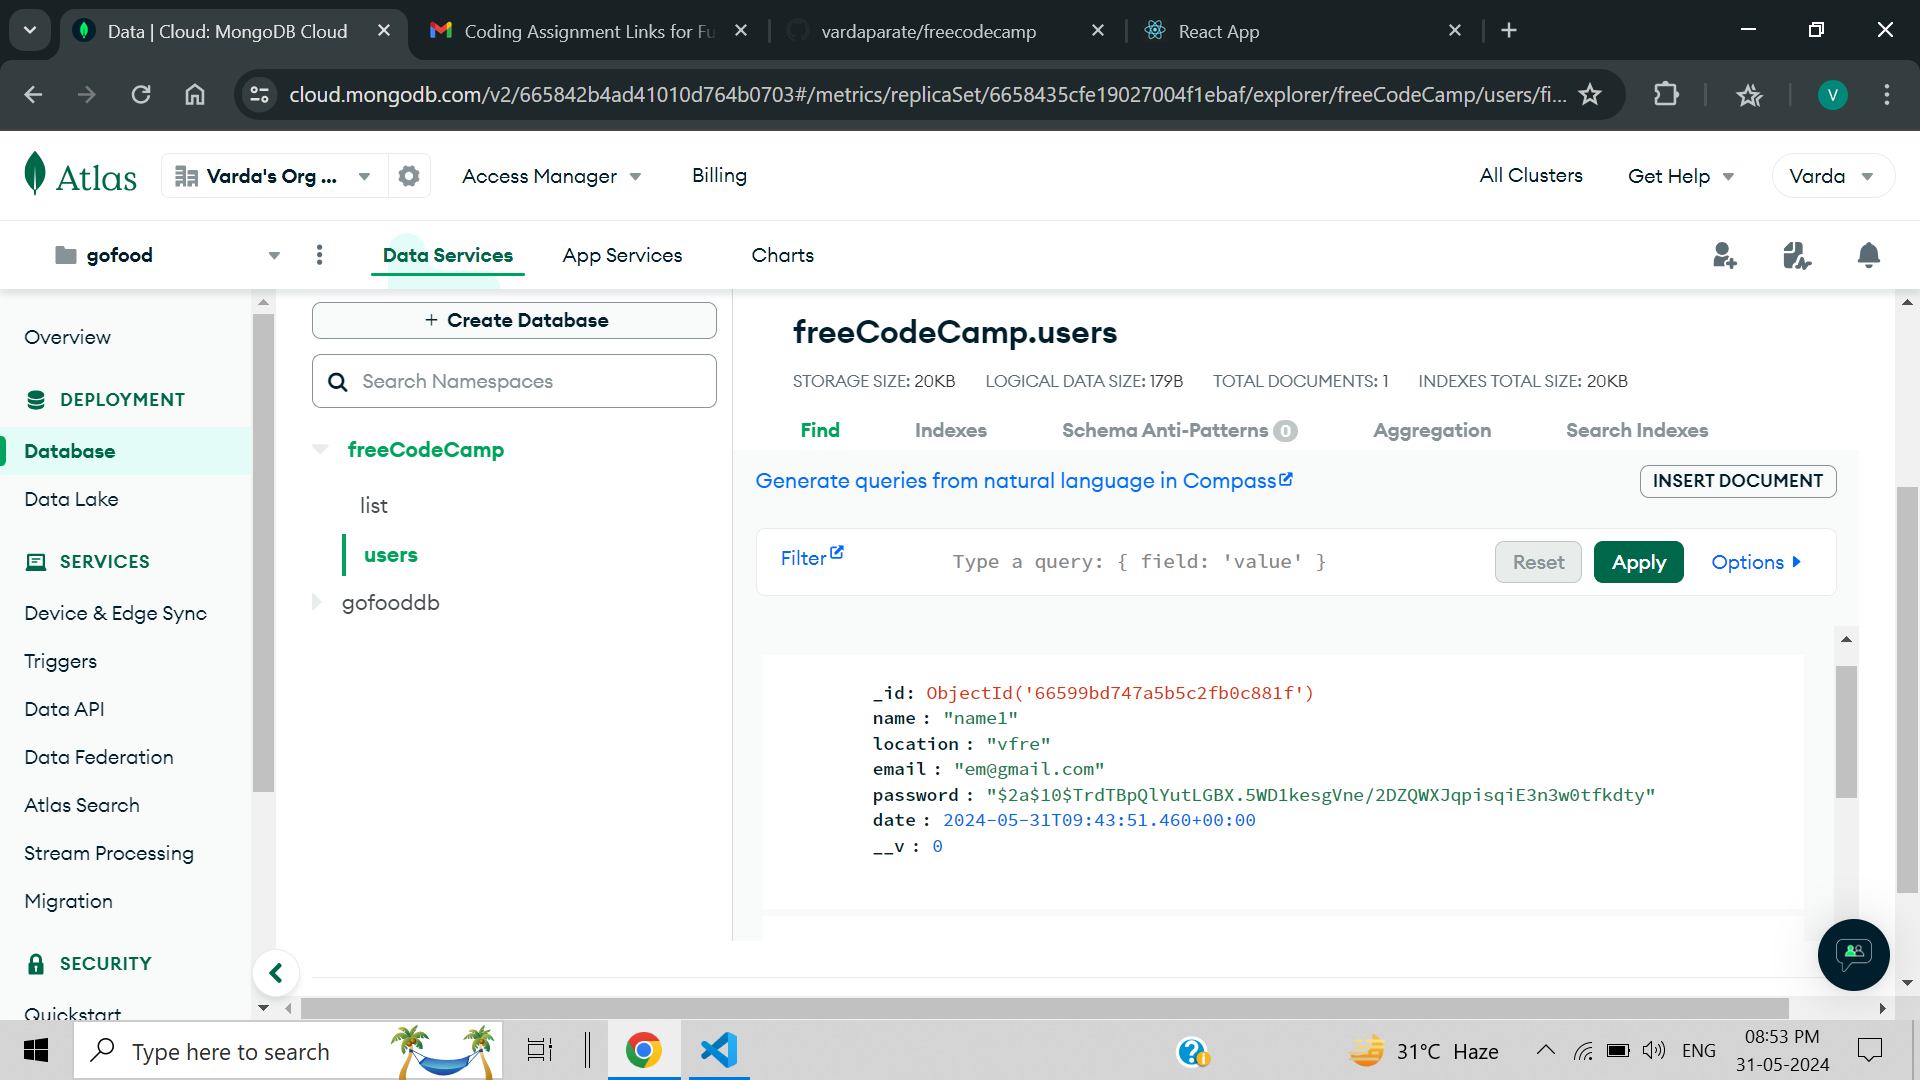 Data | Cloud: MongoDB Cloud
Coding Assignment Links for Fu
vardaparate/freecodecamp
React App
cloud.mongodb.com/v2/665842b4ad41010d764b0703#/metrics/replicaSet/6658435cfe19027004f1ebaf/explorer/freeCodeCamp/users/fi...
V
Atlas
Varda's Org ...
Access Manager
Billing
All Clusters
Get Help
Varda
gofood
Data Services
App Services
Charts
Overview
DEPLOYMENT
Database
Data Lake
SERVICES
Device & Edge Sync
Triggers
Data API
Data Federation
Atlas Search
Stream Processing
Migration
SECURITY
Quickstart
+ Create Database
Search Namespaces
freeCodeCamp
list
users
gofooddb
freeCodeCamp.users
STORAGE SIZE: 20KB LOGICAL DATA SIZE: 179B TOTAL DOCUMENTS: 1 INDEXES TOTAL SIZE: 20KB
Find Indexes Schema Anti-Patterns 0 Aggregation Search Indexes
Generate queries from natural language in Compass
INSERT DOCUMENT
Filter
Type a query: { field: 'value' }
Reset
Apply
Options
_id: ObjectId('66599bd747a5b5c2fb0c881f')
name : "name1"
location : "vfre"
email : "em@gmail.com"
password : "$2a$10$TrdTBpQlYutLGBX.5WD1kesgVne/2DZQWXJqpisqiE3n3w0tfkdty"
date : 2024-05-31T09:43:51.460+00:00
__v : 0
Type here to search
31°C Haze
ENG
08:53 PM
31-05-2024